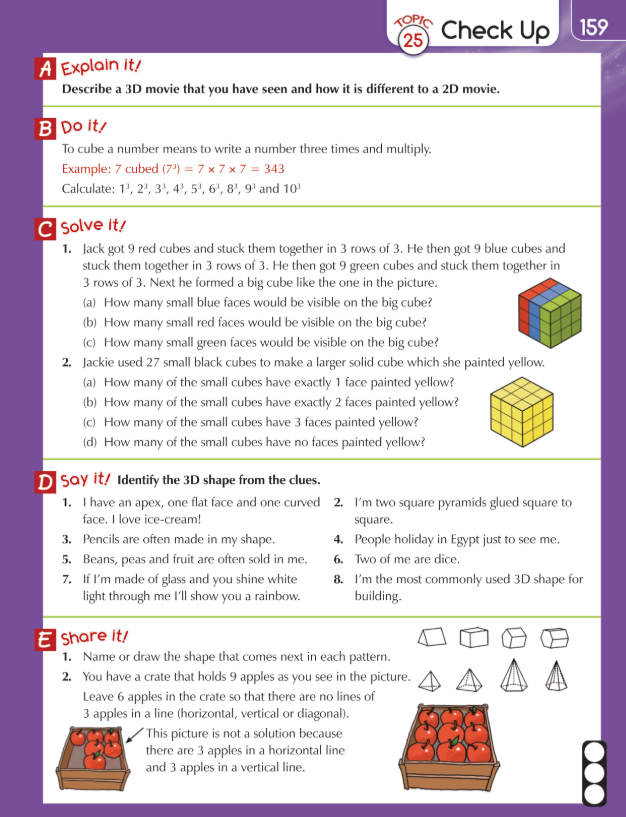 TOPIC 25 Check Up 159
A Explain it!
Describe a 3D movie that you have seen and how it is different to a 2D movie.
B Do it!
To cube a number means to write a number three times and multiply.
Example: 7 cubed (7³) = 7 × 7 × 7 = 343
Calculate: 1³, 2³, 3³, 4³, 5³, 6³, 8³, 9³ and 10³
C Solve it!
1. Jack got 9 red cubes and stuck them together in 3 rows of 3. He then got 9 blue cubes and
stuck them together in 3 rows of 3. He then got 9 green cubes and stuck them together in
3 rows of 3. Next he formed a big cube like the one in the picture.
(a) How many small blue faces would be visible on the big cube?
(b) How many small red faces would be visible on the big cube?
(c) How many small green faces would be visible on the big cube?
2. Jackie used 27 small black cubes to make a larger solid cube which she painted yellow.
(a) How many of the small cubes have exactly 1 face painted yellow?
(b) How many of the small cubes have exactly 2 faces painted yellow?
(c) How many of the small cubes have 3 faces painted yellow?
(d) How many of the small cubes have no faces painted yellow?
D Say it! Identify the 3D shape from the clues.
1. I have an apex, one flat face and one curved
face. I love ice-cream!
2. I'm two square pyramids glued square to
square.
3. Pencils are often made in my shape.
4. People holiday in Egypt just to see me.
5. Beans, peas and fruit are often sold in me.
6. Two of me are dice.
7. If I'm made of glass and you shine white
light through me I'll show you a rainbow.
8. I'm the most commonly used 3D shape for
building.
E Share it!
1. Name or draw the shape that comes next in each pattern.
2. You have a crate that holds 9 apples as you see in the picture.
Leave 6 apples in the crate so that there are no lines of
3 apples in a line (horizontal, vertical or diagonal).
This picture is not a solution because
there are 3 apples in a horizontal line
and 3 apples in a vertical line.